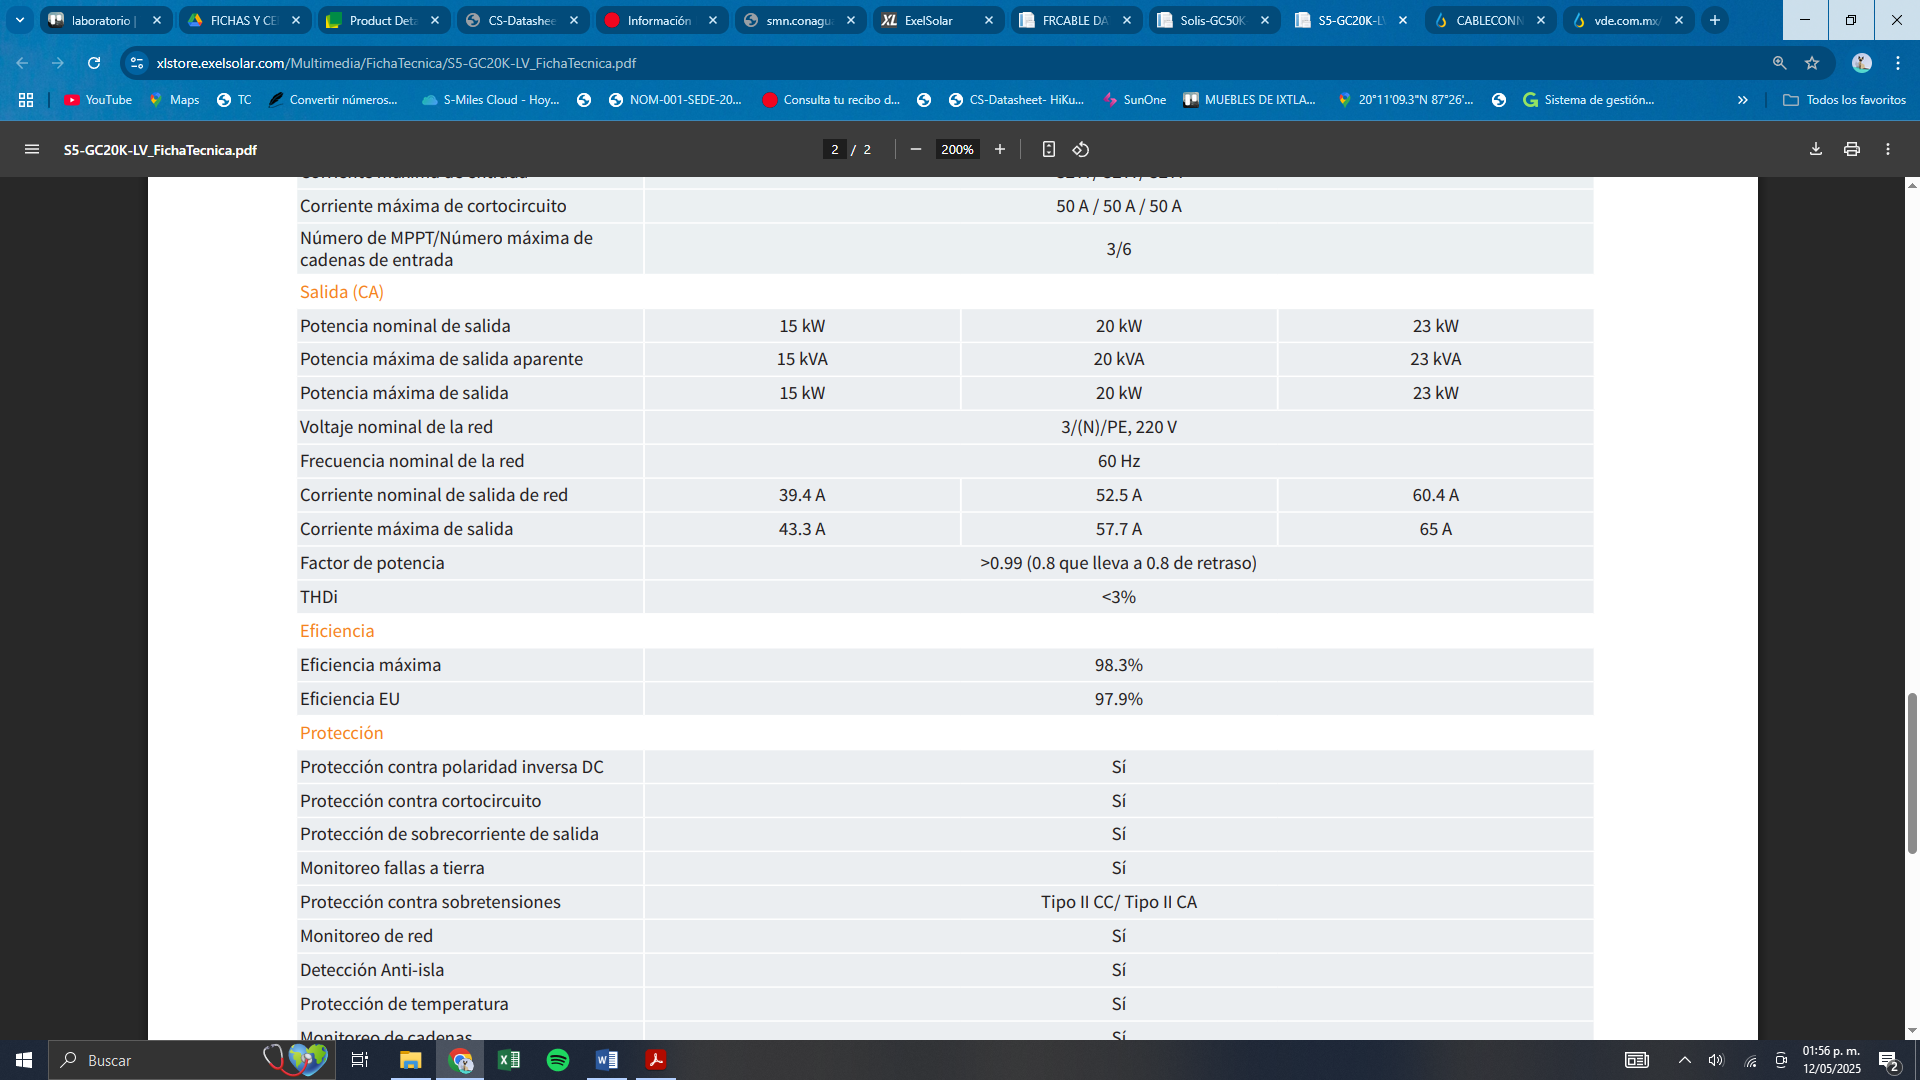 laboratorio |
FICHAS Y CE
Product Deta
CS-Datashee
Información
smn.conagua
ExelSolar
FRCABLE DA
Solis-GC50K
S5-GC20K-LV
CABLECONN
vde.com.mx/
xlstore.exelsolar.com/Multimedia/FichaTecnica/S5-GC20K-LV_FichaTecnica.pdf
YouTube
Maps
TC
Convertir números...
S-Miles Cloud - Hoy...
NOM-001-SEDE-20...
Consulta tu recibo d...
CS-Datasheet- HiKu...
SunOne
MUEBLES DE IXTLA...
20°11'09.3"N 87°26'...
Sistema de gestión...
Todos los favoritos
S5-GC20K-LV_FichaTecnica.pdf
2 / 2
200%
Corriente máxima de cortocircuito 50 A / 50 A / 50 A
Número de MPPT/Número máxima de
cadenas de entrada 3/6
Salida (CA)
Potencia nominal de salida 15 kW 20 kW 23 kW
Potencia máxima de salida aparente 15 kVA 20 kVA 23 kVA
Potencia máxima de salida 15 kW 20 kW 23 kW
Voltaje nominal de la red 3/(N)/PE, 220 V
Frecuencia nominal de la red 60 Hz
Corriente nominal de salida de red 39.4 A 52.5 A 60.4 A
Corriente máxima de salida 43.3 A 57.7 A 65 A
Factor de potencia >0.99 (0.8 que lleva a 0.8 de retraso)
THDi <3%
Eficiencia
Eficiencia máxima 98.3%
Eficiencia EU 97.9%
Protección
Protección contra polaridad inversa DC Sí
Protección contra cortocircuito Sí
Protección de sobrecorriente de salida Sí
Monitoreo fallas a tierra Sí
Protección contra sobretensiones Tipo II CC/ Tipo II CA
Monitoreo de red Sí
Detección Anti-isla Sí
Protección de temperatura Sí
Monitoreo de cadenas Sí
Buscar
01:56 p. m.
12/05/2025
2